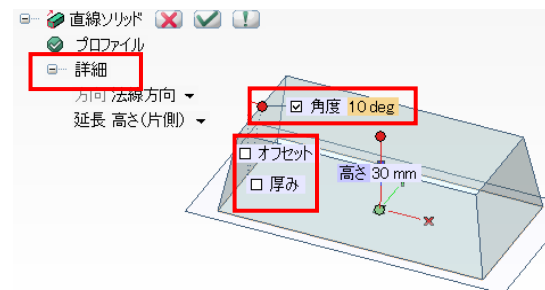 直線ソリッド
プロファイル
詳細
方向 法線方向
延長 高さ(片側)
角度 10 deg
オフセット
厚み
高さ 30 mm